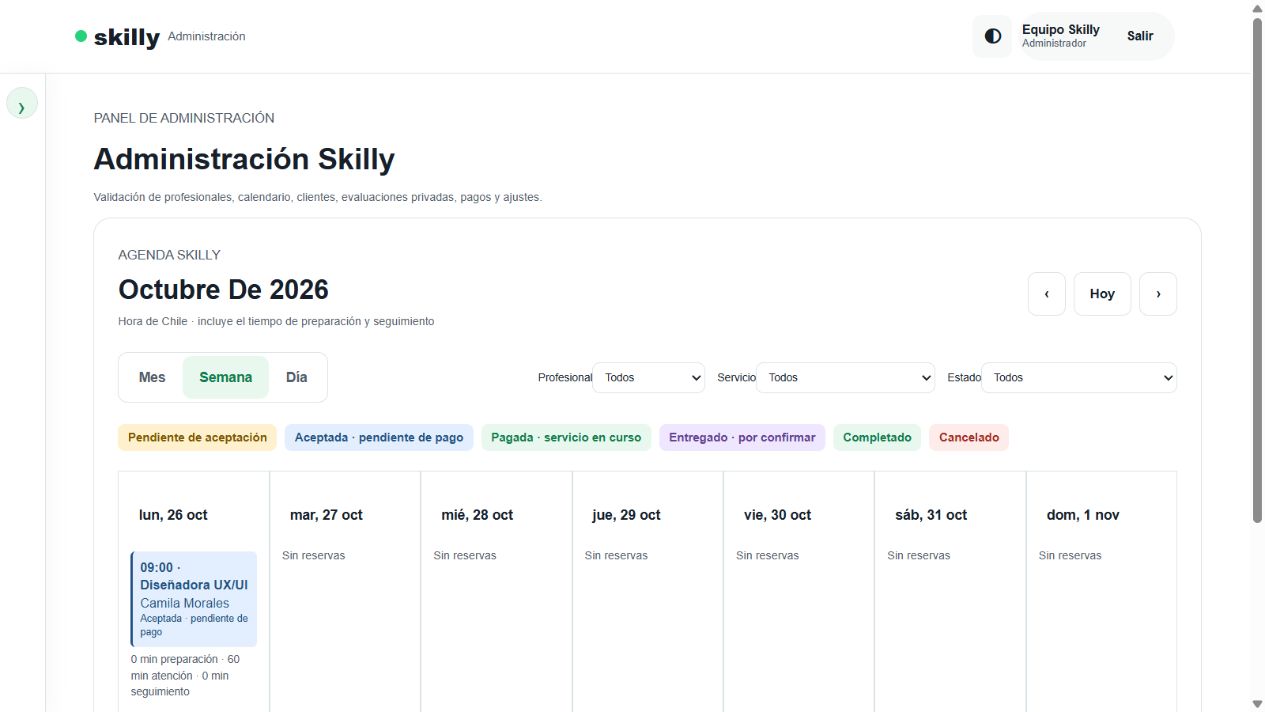 skilly Administración
Equipo Skilly
Administrador
Salir
PANEL DE ADMINISTRACIÓN
Administración Skilly
Validación de profesionales, calendario, clientes, evaluaciones privadas, pagos y ajustes.
AGENDA SKILLY
Octubre De 2026
‹ Hoy ›
Hora de Chile · incluye el tiempo de preparación y seguimiento
Mes Semana Día
Profesional Todos Servicio Todos Estado Todos
Pendiente de aceptación Aceptada · pendiente de pago Pagada · servicio en curso Entregado · por confirmar Completado Cancelado
lun, 26 oct mar, 27 oct mié, 28 oct jue, 29 oct vie, 30 oct sáb, 31 oct dom, 1 nov
Sin reservas Sin reservas Sin reservas Sin reservas Sin reservas Sin reservas
09:00 ·
Diseñadora UX/UI
Camila Morales
Aceptada · pendiente de
pago
0 min preparación · 60
min atención · 0 min
seguimiento